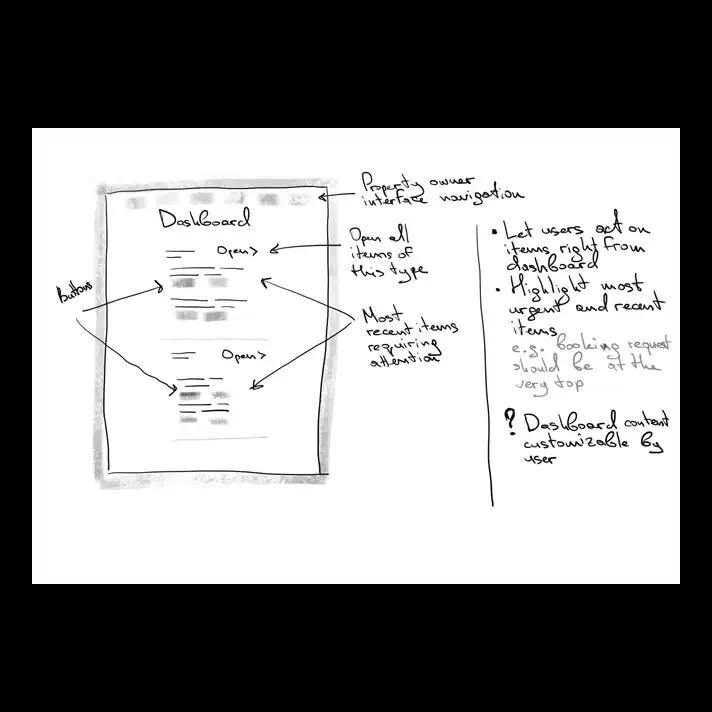 Property owner
interface navigation
Dashboard
Open>
Open all
items of
this type
Buttons
Most
recent items
requiring
attention
Open>
• Let users act on
items right from
dashboard
• Highlight most
urgent and recent
items
e.g. booking request
should be at the
very top
? Dashboard content
customizable by
user